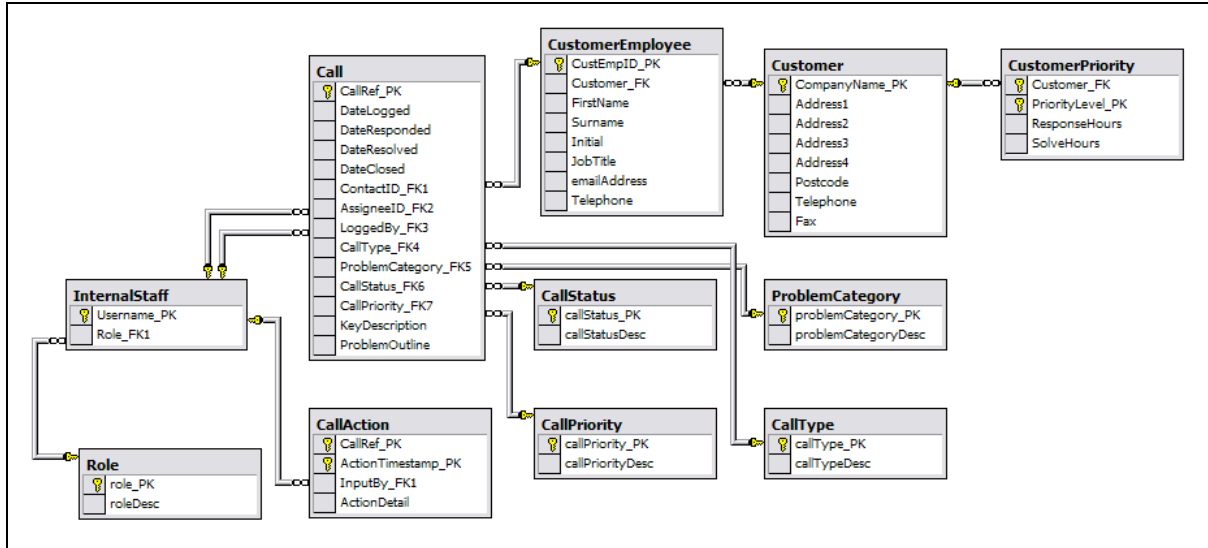 Call
CallRef_PK
DateLogged
DateResponded
DateResolved
DateClosed
ContactID_FK1
AssigneeID_FK2
LoggedBy_FK3
CallType_FK4
ProblemCategory_FK5
CallStatus_FK6
CallPriority_FK7
KeyDescription
ProblemOutline
CustomerEmployee
CustEmpID_PK
Customer_FK
FirstName
Surname
Initial
JobTitle
emailAddress
Telephone
Customer
CompanyName_PK
Address1
Address2
Address3
Address4
Postcode
Telephone
Fax
CustomerPriority
Customer_FK
PriorityLevel_PK
ResponseHours
SolveHours
InternalStaff
Username_PK
Role_FK1
CallStatus
callStatus_PK
callStatusDesc
ProblemCategory
problemCategory_PK
problemCategoryDesc
Role
role_PK
roleDesc
CallAction
CallRef_PK
ActionTimestamp_PK
InputBy_FK1
ActionDetail
CallPriority
callPriority_PK
callPriorityDesc
CallType
callType_PK
callTypeDesc